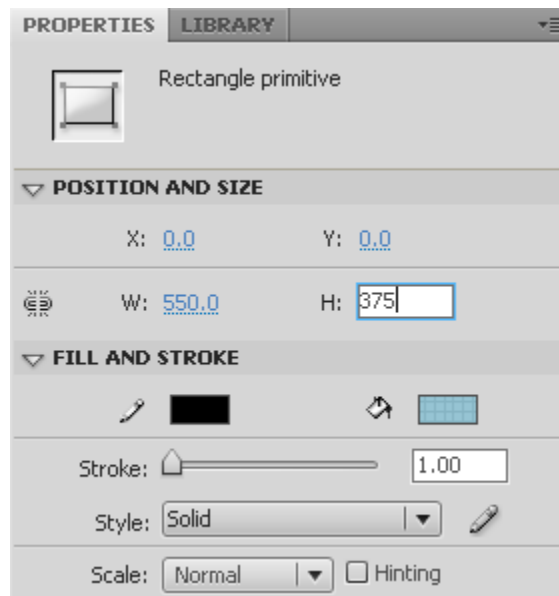 PROPERTIES LIBRARY
Rectangle primitive
POSITION AND SIZE
X: 0.0 Y: 0.0
W: 550.0 H: 375
FILL AND STROKE
Stroke: 1.00
Style: Solid
Scale: Normal Hinting